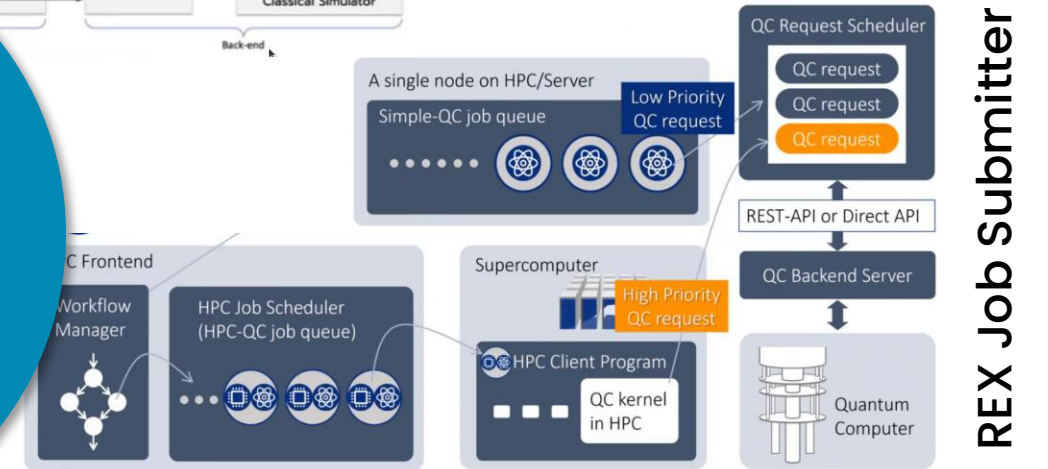 Classical Simulator
Back-end
A single node on HPC/Server
Simple-QC job queue
Low Priority
QC request
QC Request Scheduler
QC request
QC request
QC request
REST-API or Direct API
QC Backend Server
Quantum
Computer
C Frontend
Workflow
Manager
HPC Job Scheduler
(HPC-QC job queue)
Supercomputer
High Priority
QC request
HPC Client Program
QC kernel
in HPC
REX Job Submitter